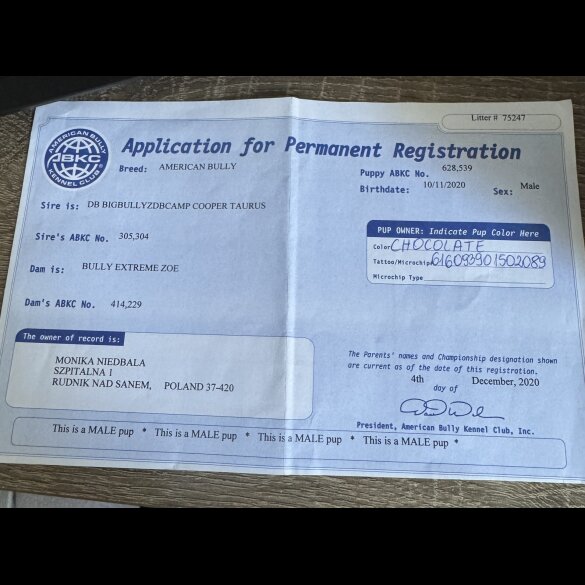 Litter # 75247
AMERICAN BULLY
ABKC
KENNEL CLUB
Application for Permanent Registration
Breed: AMERICAN BULLY
Puppy ABKC No. 628,539
Birthdate: 10/11/2020 Sex: Male
Sire is: DB BIGBULLYZDBCAMP COOPER TAURUS
Sire's ABKC No. 305,304
Dam is: BULLY EXTREME ZOE
Dam's ABKC No. 414,229
PUP OWNER: Indicate Pup Color Here
Color CHOCOLATE
Tattoo/Microchip# 616093901502089
Microchip Type
The owner of record is:
MONIKA NIEDBALA
SZPITALNA 1
RUDNIK NAD SANEM, POLAND 37-420
The Parents' names and Championship designation shown
are current as of the date of this registration.
4th December, 2020
day of
President, American Bully Kennel Club, Inc.
This is a MALE pup * This is a MALE pup * This is a MALE pup * This is a MALE pup *